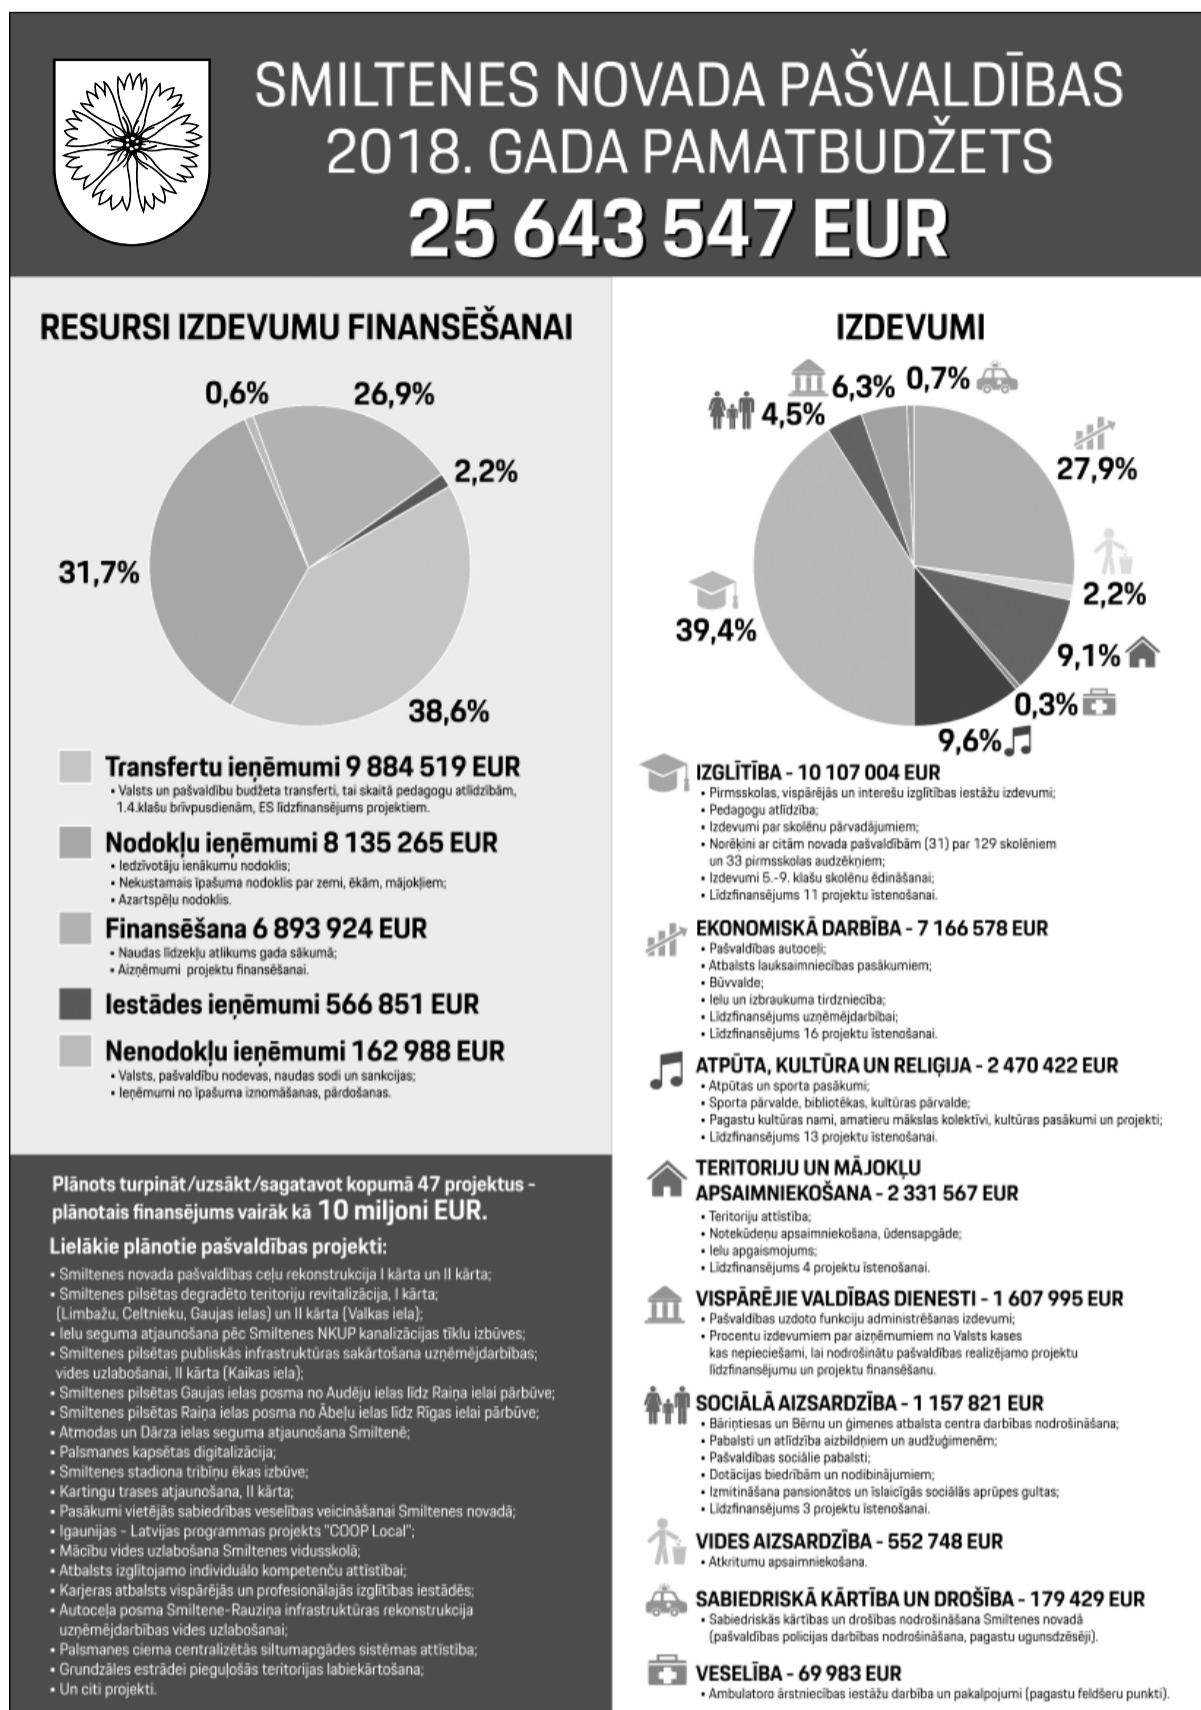 SMILTENES NOVADA PAŠVALDĪBAS
2018. GADA PAMATBUDŽETS
25 643 547 EUR
RESURSI IZDEVUMU FINANSĒŠANAI
0,6%
26,9%
2,2%
31,7%
38,6%
Transfertu ieņēmumi 9 884 519 EUR
• Valsts un pašvaldību budžeta transferti, tai skaitā pedagogu atlīdzībām,
1.4.klašu brīvpusdienām, ES līdzfinansējums projektiem.
Nodokļu ieņēmumi 8 135 265 EUR
• Iedzīvotāju ienākumu nodoklis;
• Nekustamais īpašuma nodoklis par zemi, ēkām, mājokļiem;
• Azartspēļu nodoklis.
Finansēšana 6 893 924 EUR
• Naudas līdzekļu atlikums gada sākumā;
• Aizņēmumi projektu finansēšanai.
Iestādes ieņēmumi 566 851 EUR
Nenodokļu ieņēmumi 162 988 EUR
• Valsts, pašvaldību nodevas, naudas sodi un sankcijas;
• Ieņēmumi no īpašuma iznomāšanas, pārdošanas.
Plānots turpināt/uzsākt/sagatavot kopumā 47 projektus -
plānotais finansējums vairāk kā 10 miljoni EUR.
Lielākie plānotie pašvaldības projekti:
• Smiltenes novada pašvaldības ceļu rekonstrukcija I kārta un II kārta;
• Smiltenes pilsētas degradēto teritoriju revitalizācija, I kārta;
(Limbažu, Celtnieku, Gaujas ielas) un II kārta (Valkas iela);
• Ielu seguma atjaunošana pēc Smiltenes NKUP kanalizācijas tīklu izbūves;
• Smiltenes pilsētas publiskās infrastruktūras sakārtošana uzņēmējdarbības;
vides uzlabošanai, II kārta (Kaikas iela);
• Smiltenes pilsētas Gaujas ielas posma no Audēju ielas līdz Raiņa ielai pārbūve;
• Smiltenes pilsētas Raiņa ielas posma no Ābeļu ielas līdz Rīgas ielai pārbūve;
• Atmodas un Dārza ielas seguma atjaunošana Smiltenē;
• Palsmanes kapsētas digitalizācija;
• Smiltenes stadiona tribīņu ēkas izbūve;
• Kartingu trases atjaunošana, II kārta;
• Pasākumi vietējās sabiedrības veselības veicināšanai Smiltenes novadā;
• Igaunijas - Latvijas programmas projekts "COOP Local";
• Mācību vides uzlabošana Smiltenes vidusskolā;
• Atbalsts izglītojamo individuālo kompetenču attīstībai;
• Karjeras atbalsts vispārējās un profesionālajās izglītības iestādēs;
• Autoceļa posma Smiltene-Rauziņa infrastruktūras rekonstrukcija
uzņēmējdarbības vides uzlabošanai;
• Palsmanes ciema centralizētās siltumapgādes sistēmas attīstība;
• Grundzāles estrādei pieguļošās teritorijas labiekārtošana;
• Un citi projekti.
IZDEVUMI
4,5%
6,3%
0,7%
27,9%
2,2%
9,1%
0,3%
9,6%
39,4%
IZGLĪTĪBA - 10 107 004 EUR
• Pirmsskolas, vispārējās un interešu izglītības iestāžu izdevumi;
• Pedagogu atlīdzība;
• Izdevumi par skolēnu pārvadājumiem;
• Norēķini ar citām novada pašvaldībām (31) par 129 skolēniem
un 33 pirmsskolas audzēkņiem;
• Izdevumi 5.-9. klašu skolēnu ēdināšanai;
• Līdzfinansējums 11 projektu īstenošanai.
EKONOMISKĀ DARBĪBA - 7 166 578 EUR
• Pašvaldības autoceļi;
• Atbalsts lauksaimniecības pasākumiem;
• Būvvalde;
• Ielu un izbraukuma tirdzniecība;
• Līdzfinansējums uzņēmējdarbībai;
• Līdzfinansējums 16 projektu īstenošanai.
ATPŪTA, KULTŪRA UN RELIĢIJA - 2 470 422 EUR
• Atpūtas un sporta pasākumi;
• Sporta pārvalde, bibliotēkas, kultūras pārvalde;
• Pagastu kultūras nami, amatieru mākslas kolektīvi, kultūras pasākumi un projekti;
• Līdzfinansējums 13 projektu īstenošanai.
TERITORIJU UN MĀJOKĻU
APSAIMNIEKOŠANA - 2 331 567 EUR
• Teritoriju attīstība;
• Notekūdeņu apsaimniekošana, ūdensapgāde;
• Ielu apgaismojums;
• Līdzfinansējums 4 projektu īstenošanai.
VISPĀRĒJIE VALDĪBAS DIENESTI - 1 607 995 EUR
• Pašvaldības uzdoto funkciju administrēšanas izdevumi;
• Procentu izdevumiem par aizņēmumiem no Valsts kases
kas nepieciešami, lai nodrošinātu pašvaldības realizējamo projektu
līdzfinansējumu un projektu finansēšanu.
SOCIĀLĀ AIZSARDZĪBA - 1 157 821 EUR
• Bāriņtiesas un Bērnu un ģimenes atbalsta centra darbības nodrošināšana;
• Pabalsti un atlīdzība aizbildņiem un audžuģimenēm;
• Pašvaldības sociālie pabalsti;
• Dotācijas biedrībām un nodibinājumiem;
• Izmitināšana pansionātos un īslaicīgās sociālās aprūpes gultas;
• Līdzfinansējums 3 projektu īstenošanai.
VIDES AIZSARDZĪBA - 552 748 EUR
• Atkritumu apsaimniekošana.
SABIEDRISKĀ KĀRTĪBA UN DROŠĪBA - 179 429 EUR
• Sabiedriskās kārtības un drošības nodrošināšana Smiltenes novadā
(pašvaldības policijas darbības nodrošināšana, pagastu ugunsdzēsēji).
VESELĪBA - 69 983 EUR
• Ambulatoro ārstniecības iestāžu darbība un pakalpojumi (pagastu feldšeru punkti).